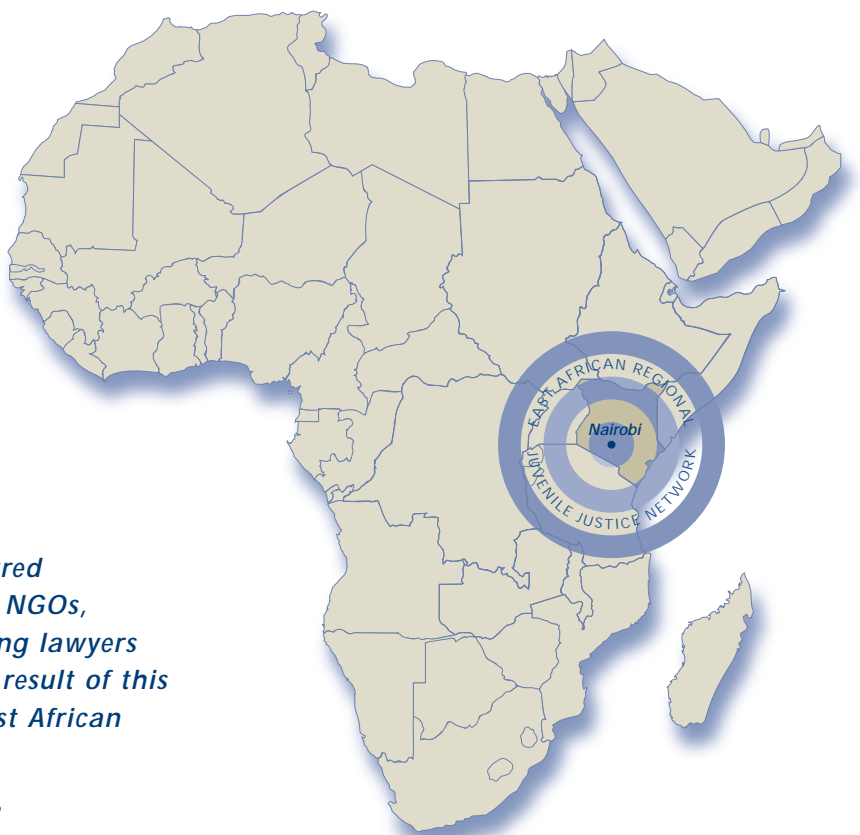 EAST AFRICAN REGIONAL
Nairobi
JUVENILE JUSTICE NETWORK
red
NGOs,
ng lawyers
result of this
st African